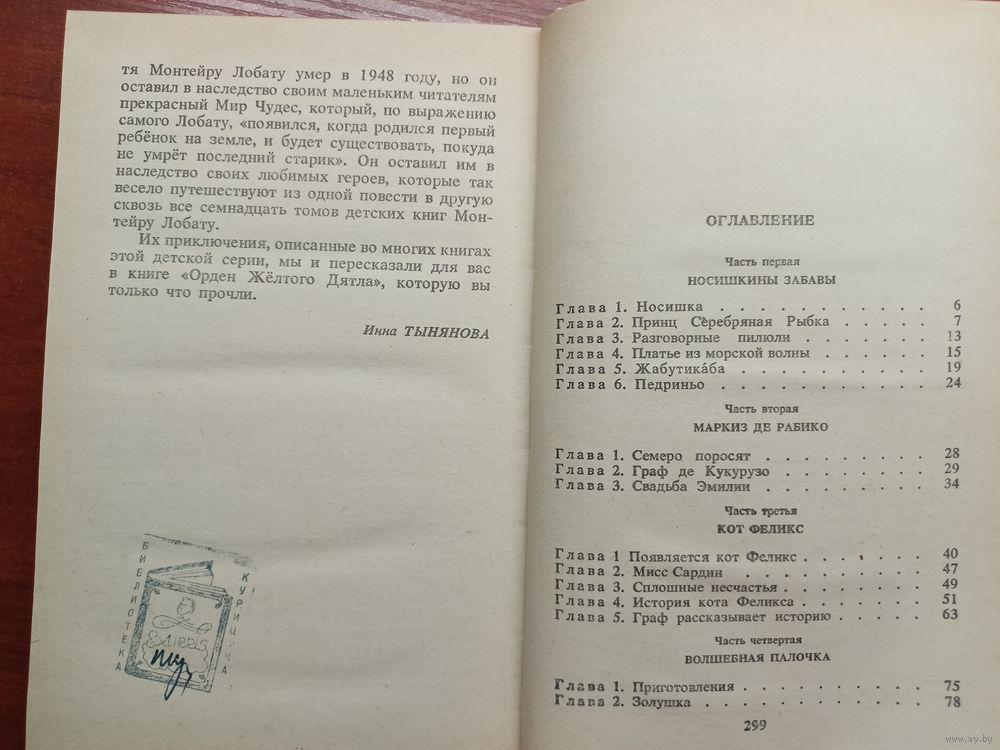 тя Монтейру Лобату умер в 1948 году, но он
оставил в наследство своим маленьким читателям
прекрасный Мир Чудес, который, по выражению
самого Лобату, «появился, когда родился первый
ребёнок на земле, и будет существовать, покуда
не умрёт последний старик». Он оставил им в
наследство своих любимых героев, которые так
весело путешествуют из одной повести в другую
сквозь все семнадцать томов детских книг Мон-
тейру Лобату.
Их приключения, описанные во многих книгах
этой детской серии, мы и пересказали для вас
в книге «Орден Жёлтого Дятла», которую вы
только что прочли.
Инна ТЫНЯНОВА
БИБЛИОТЕКА
EXLIBRIS
ОГЛАВЛЕНИЕ
Часть первая
НОСИШКИНЫ ЗАБАВЫ
Глава 1. Носишка . . . . . . . . . . . 6
Глава 2. Принц Серебряная Рыбка . . . . . 7
Глава 3. Разговорные пилюли . . . . . . . 13
Глава 4. Платье из морской волны . . . . . . 15
Глава 5. Жабутика́ба . . . . . . . . . . 19
Глава 6. Педриньо . . . . . . . . . . . 24
Часть вторая
МАРКИЗ ДЕ РАБИКО
Глава 1. Семеро поросят . . . . . . . . . 28
Глава 2. Граф де Кукурузо . . . . . . . . 29
Глава 3. Свадьба Эмилии . . . . . . . . . 34
Часть третья
КОТ ФЕЛИКС
Глава 1 Появляется кот Феликс . . . . . . . 40
Глава 2. Мисс Сардин . . . . . . . . . . 47
Глава 3. Сплошные несчастья . . . . . . . . 49
Глава 4. История кота Феликса . . . . . . . 51
Глава 5. Граф рассказывает историю . . . . . 63
Часть четвертая
ВОЛШЕБНАЯ ПАЛОЧКА
Глава 1. Приготовления . . . . . . . . . . 75
Глава 2. Золушка . . . . . . . . . . . . 78
299
www.ay.by